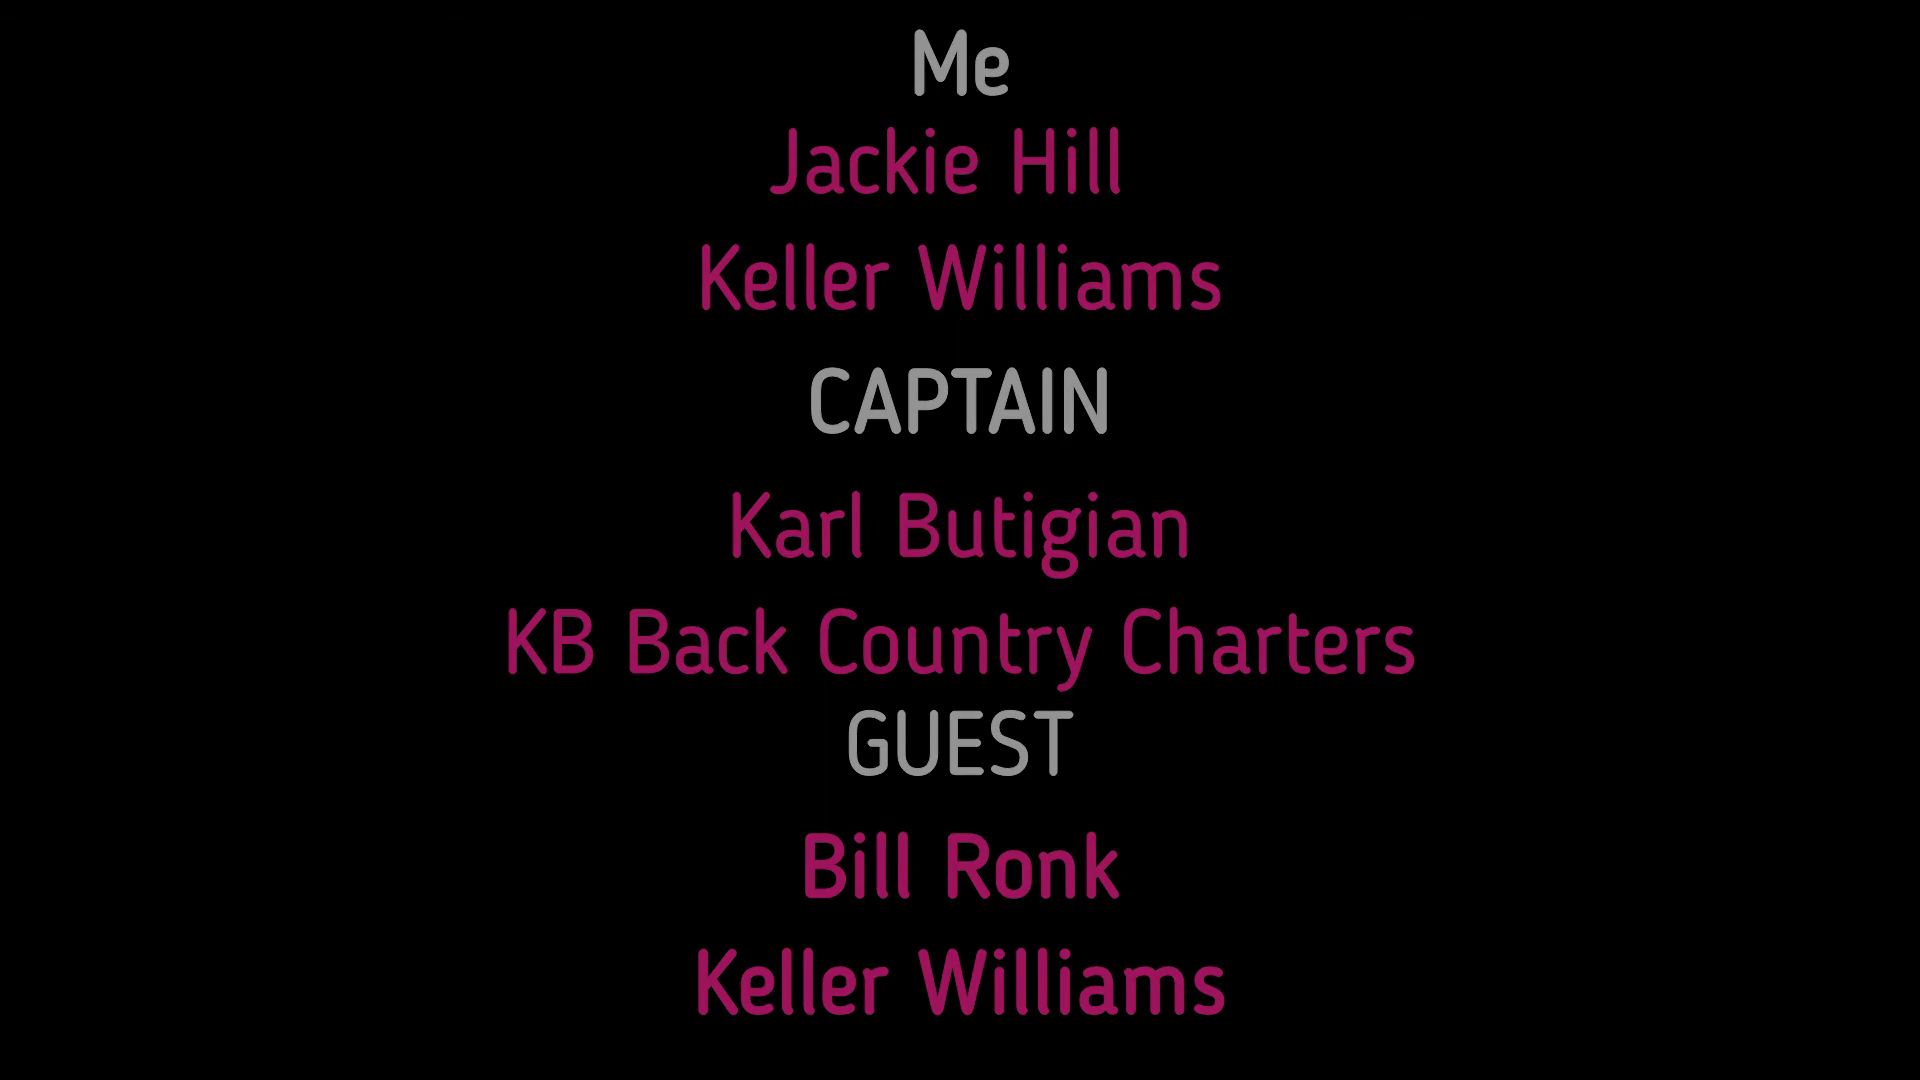 Me
Jackie Hill
Keller Williams
CAPTAIN
Karl Butigian
KB Back Country Charters
GUEST
Bill Ronk
Keller Williams